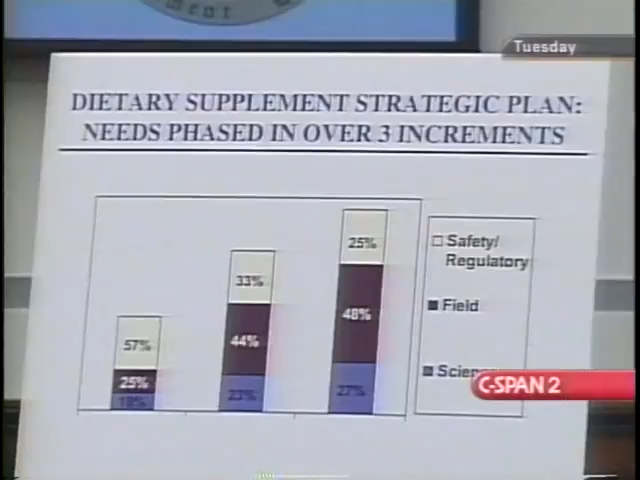 Tuesday
DIETARY SUPPLEMENT STRATEGIC PLAN:
NEEDS PHASED IN OVER 3 INCREMENTS
25%
Safety/
Regulatory
33%
Field
48%
57%
44%
25%
18%
23%
27%
C-SPAN 2